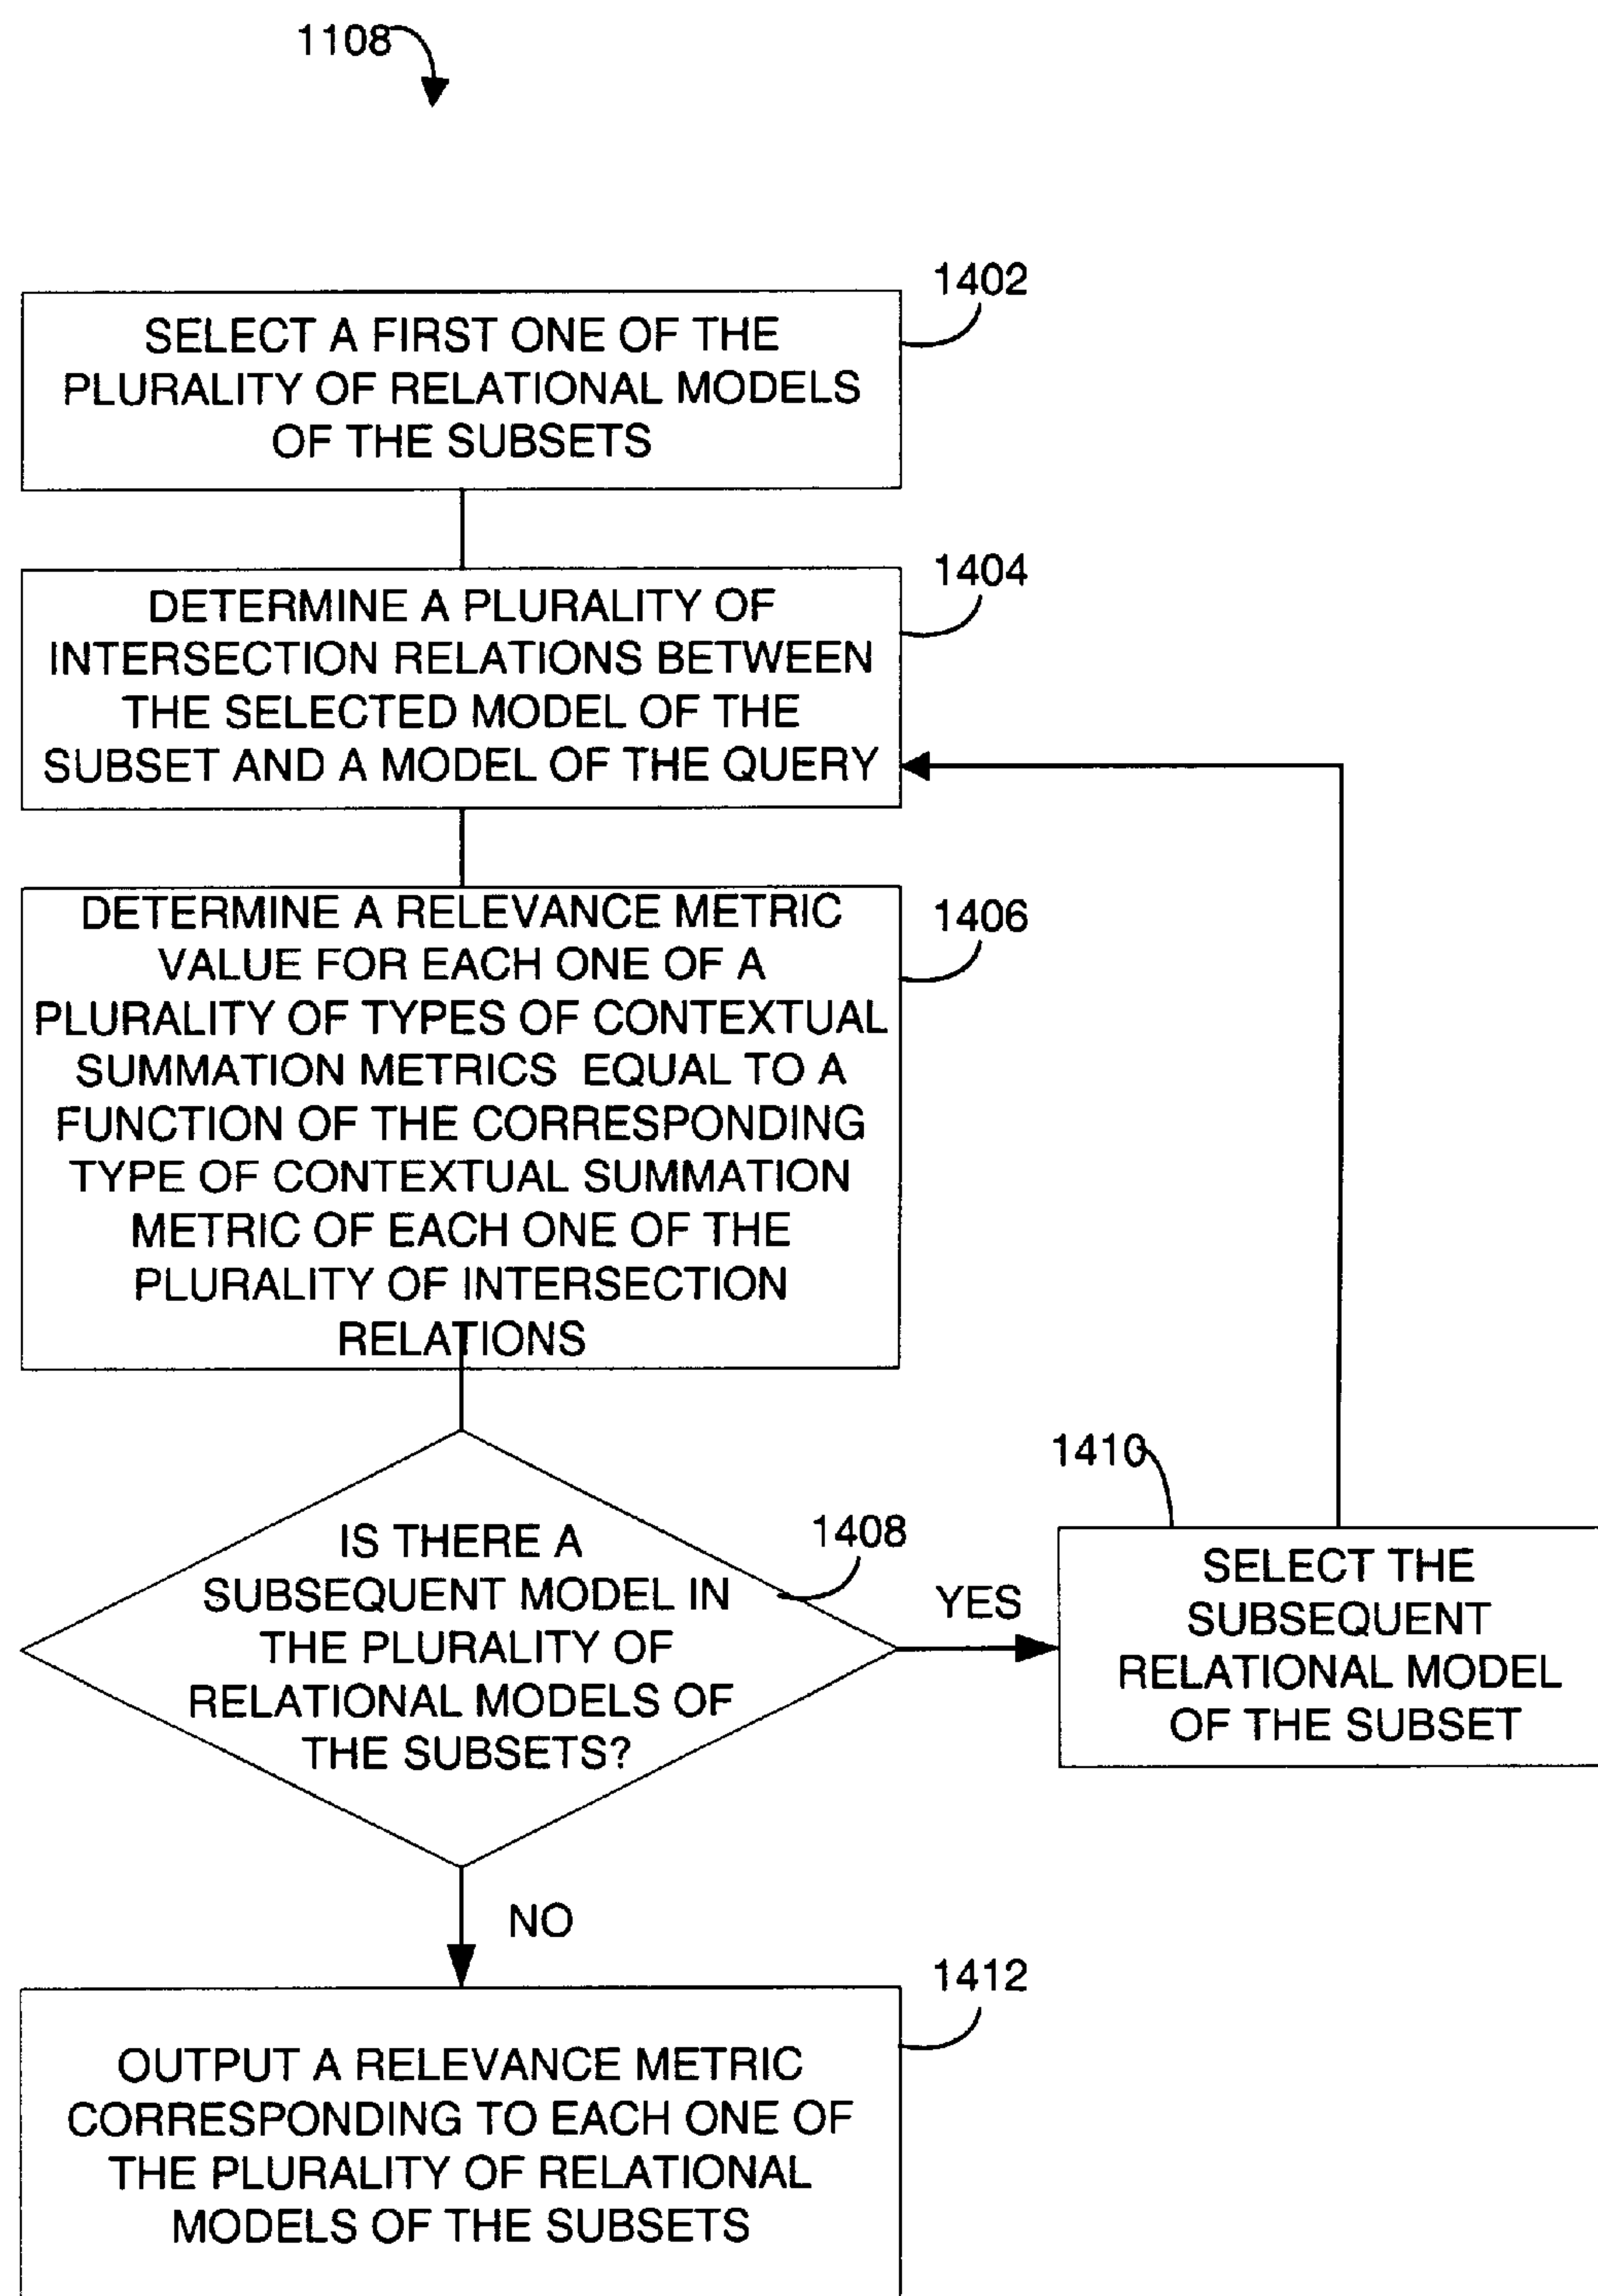 1108
1402
SELECT A FIRST ONE OF THE
PLURALITY OF RELATIONAL MODELS
OF THE SUBSETS
1404
DETERMINE A PLURALITY OF
INTERSECTION RELATIONS BETWEEN
THE SELECTED MODEL OF THE
SUBSET AND A MODEL OF THE QUERY
1406
DETERMINE A RELEVANCE METRIC
VALUE FOR EACH ONE OF A
PLURALITY OF TYPES OF CONTEXTUAL
SUMMATION METRICS EQUAL TO A
FUNCTION OF THE CORRESPONDING
TYPE OF CONTEXTUAL SUMMATION
METRIC OF EACH ONE OF THE
PLURALITY OF INTERSECTION
RELATIONS
1408
IS THERE A
SUBSEQUENT MODEL IN
THE PLURALITY OF
RELATIONAL MODELS OF
THE SUBSETS?
YES
1410
SELECT THE
SUBSEQUENT
RELATIONAL MODEL
OF THE SUBSET
NO
1412
OUTPUT A RELEVANCE METRIC
CORRESPONDING TO EACH ONE OF
THE PLURALITY OF RELATIONAL
MODELS OF THE SUBSETS